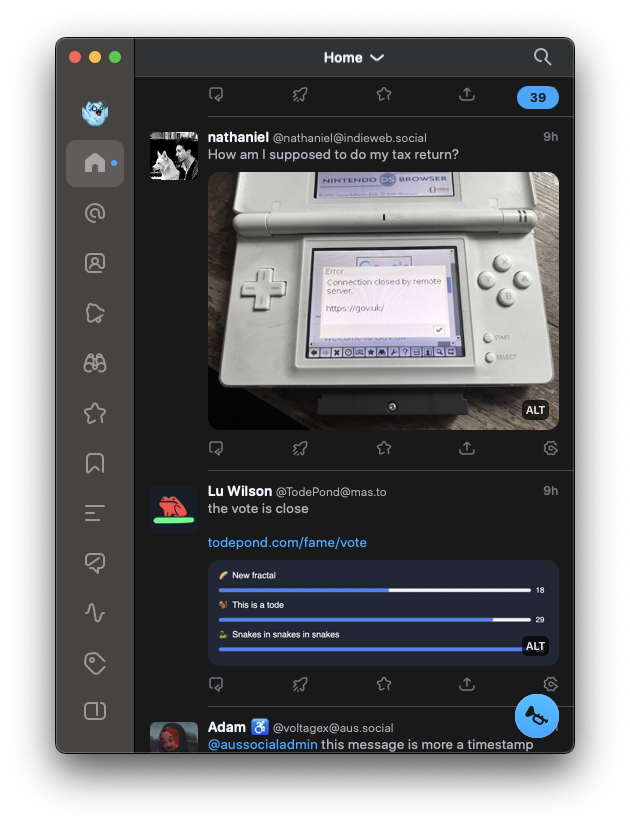 Home
39
nathaniel @nathaniel@indieweb.social 9h
How am I supposed to do my tax return?
NINTENDO DS BROWSER
Error
Connection closed by remote
server.
https://gov.uk/
X
Y
A
B
START
SELECT
ALT
Lu Wilson @TodePond@mas.to 9h
the vote is close
todepond.com/fame/vote
New fractal
18
This is a tode
29
Snakes in snakes in snakes
ALT
Adam @voltagex@aus.social
@aussocialadmin this message is more a timestamp